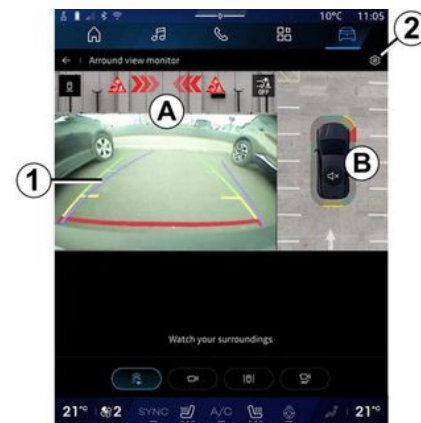 10°C 11:05
2
Arround view monitor
OFF
A
1
B
Watch your surroundings
21°C 2 SYNC A/C 21°C